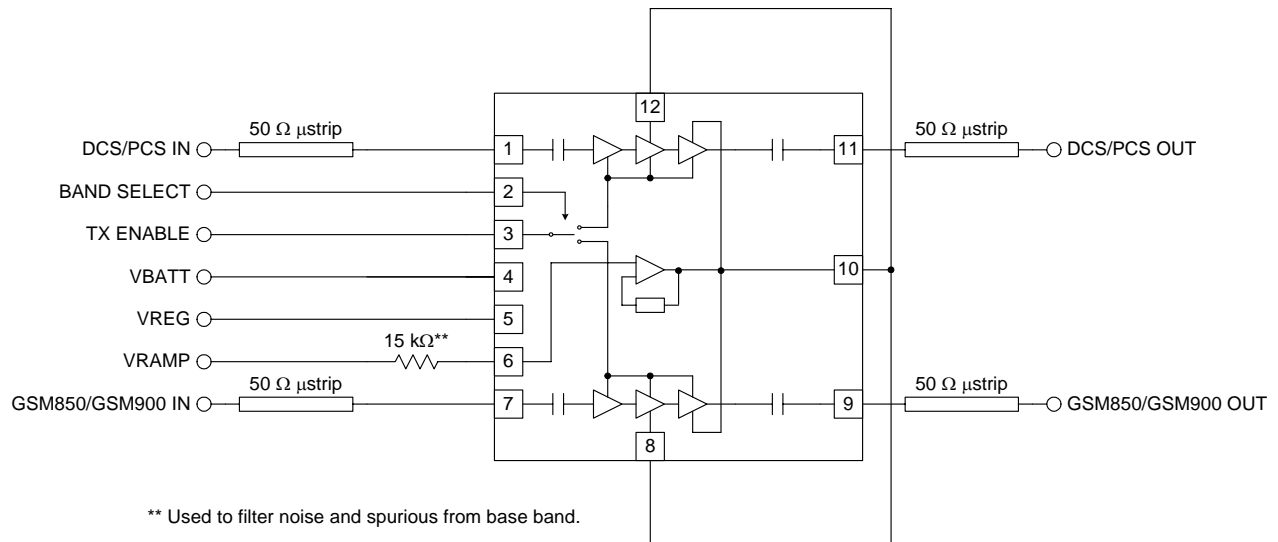 12
50 Ω μstrip
50 Ω μstrip
DCS/PCS IN
1
11
DCS/PCS OUT
BAND SELECT
2
TX ENABLE
3
VBATT
4
10
VREG
5
15 kΩ**
VRAMP
6
50 Ω μstrip
50 Ω μstrip
GSM850/GSM900 IN
7
9
GSM850/GSM900 OUT
8
** Used to filter noise and spurious from base band.